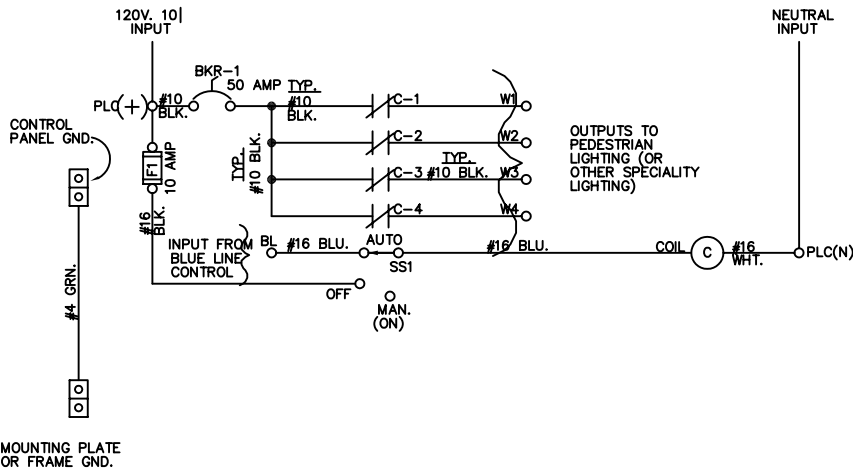 120V. 10|
INPUT
NEUTRAL
INPUT
BKR-1
50 AMP
TYP.
#10
BLK.
PLC(+)
#10
BLK.
C-1
W1
CONTROL
PANEL GND.
C-2
W2
OUTPUTS TO
PEDESTRIAN
LIGHTING (OR
OTHER SPECIALITY
LIGHTING)
F1
10 AMP
TYP.
#10 BLK.
TYP.
C-3
#10 BLK.
W3
C-4
W4
#16
BLK.
INPUT FROM
BLUE LINE
CONTROL
BL
#16 BLU.
AUTO
SS1
#16 BLU.
COIL
C
#16
WHT.
PLC(N)
#4 GRN.
OFF
MAN.
(ON)
MOUNTING PLATE
OR FRAME GND.